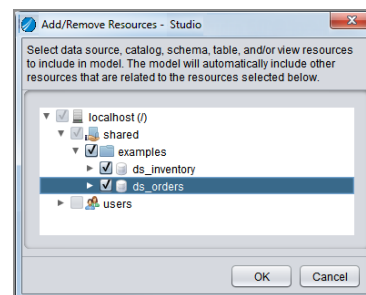 Add/Remove Resources - Studio
Select data source, catalog, schema, table, and/or view resources
to include in model. The model will automatically include other
resources that are related to the resources selected below.
localhost (/)
shared
examples
ds_inventory
ds_orders
users
OK
Cancel